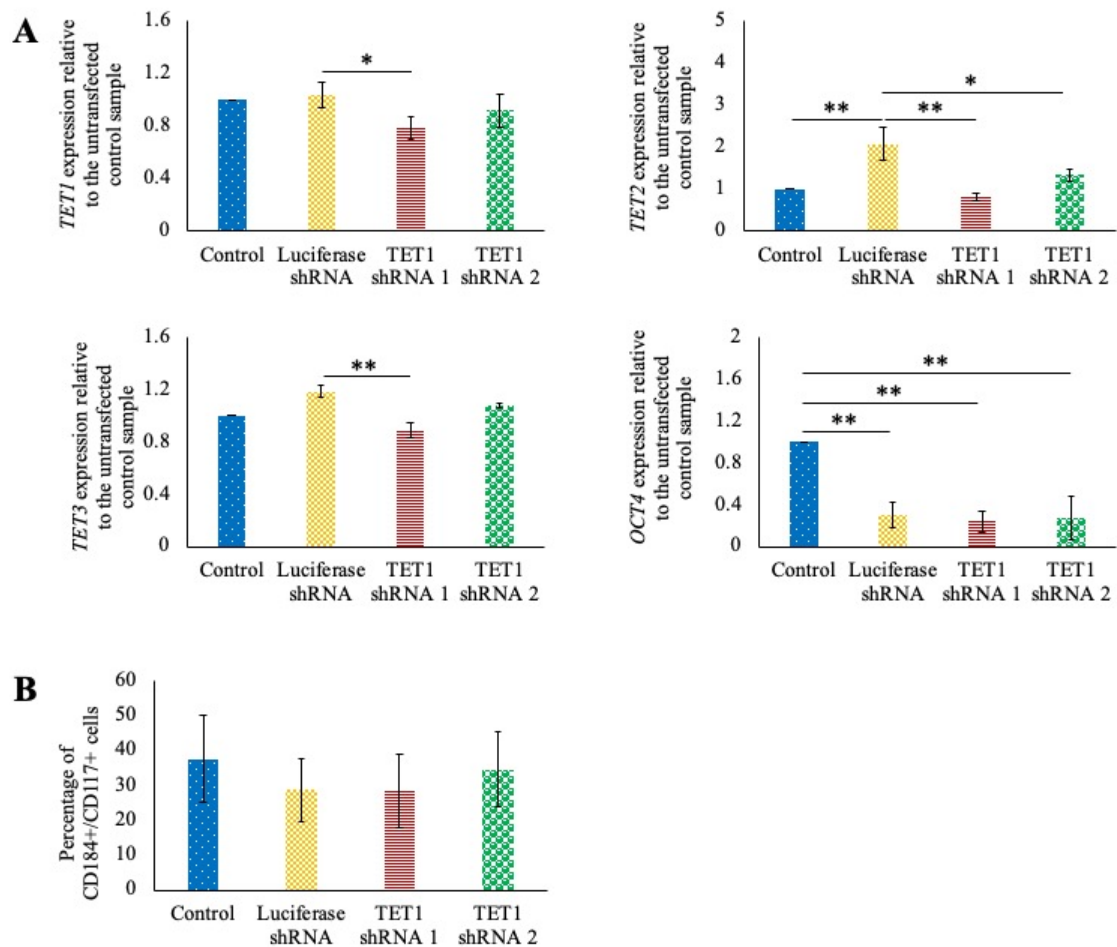 A
TET1 expression relative
to the untransfected
control sample
1.6
1.2
0.8
0.4
0
*
Control
Luciferase
shRNA
TET1
shRNA 1
TET1
shRNA 2
TET2 expression relative
to the untransfected
control sample
5
4
3
2
1
0
**
**
*
Control
Luciferase
shRNA
TET1
shRNA 1
TET1
shRNA 2
TET3 expression relative
to the untransfected
control sample
1.6
1.2
0.8
0.4
0
**
Control
Luciferase
shRNA
TET1
shRNA 1
TET1
shRNA 2
OCT4 expression relative
to the untransfected
control sample
2
1.6
1.2
0.8
0.4
0
**
**
**
Control
Luciferase
shRNA
TET1
shRNA 1
TET1
shRNA 2
B
Percentage of
CD184+/CD117+ cells
60
50
40
30
20
10
0
Control
Luciferase
shRNA
TET1
shRNA 1
TET1
shRNA 2